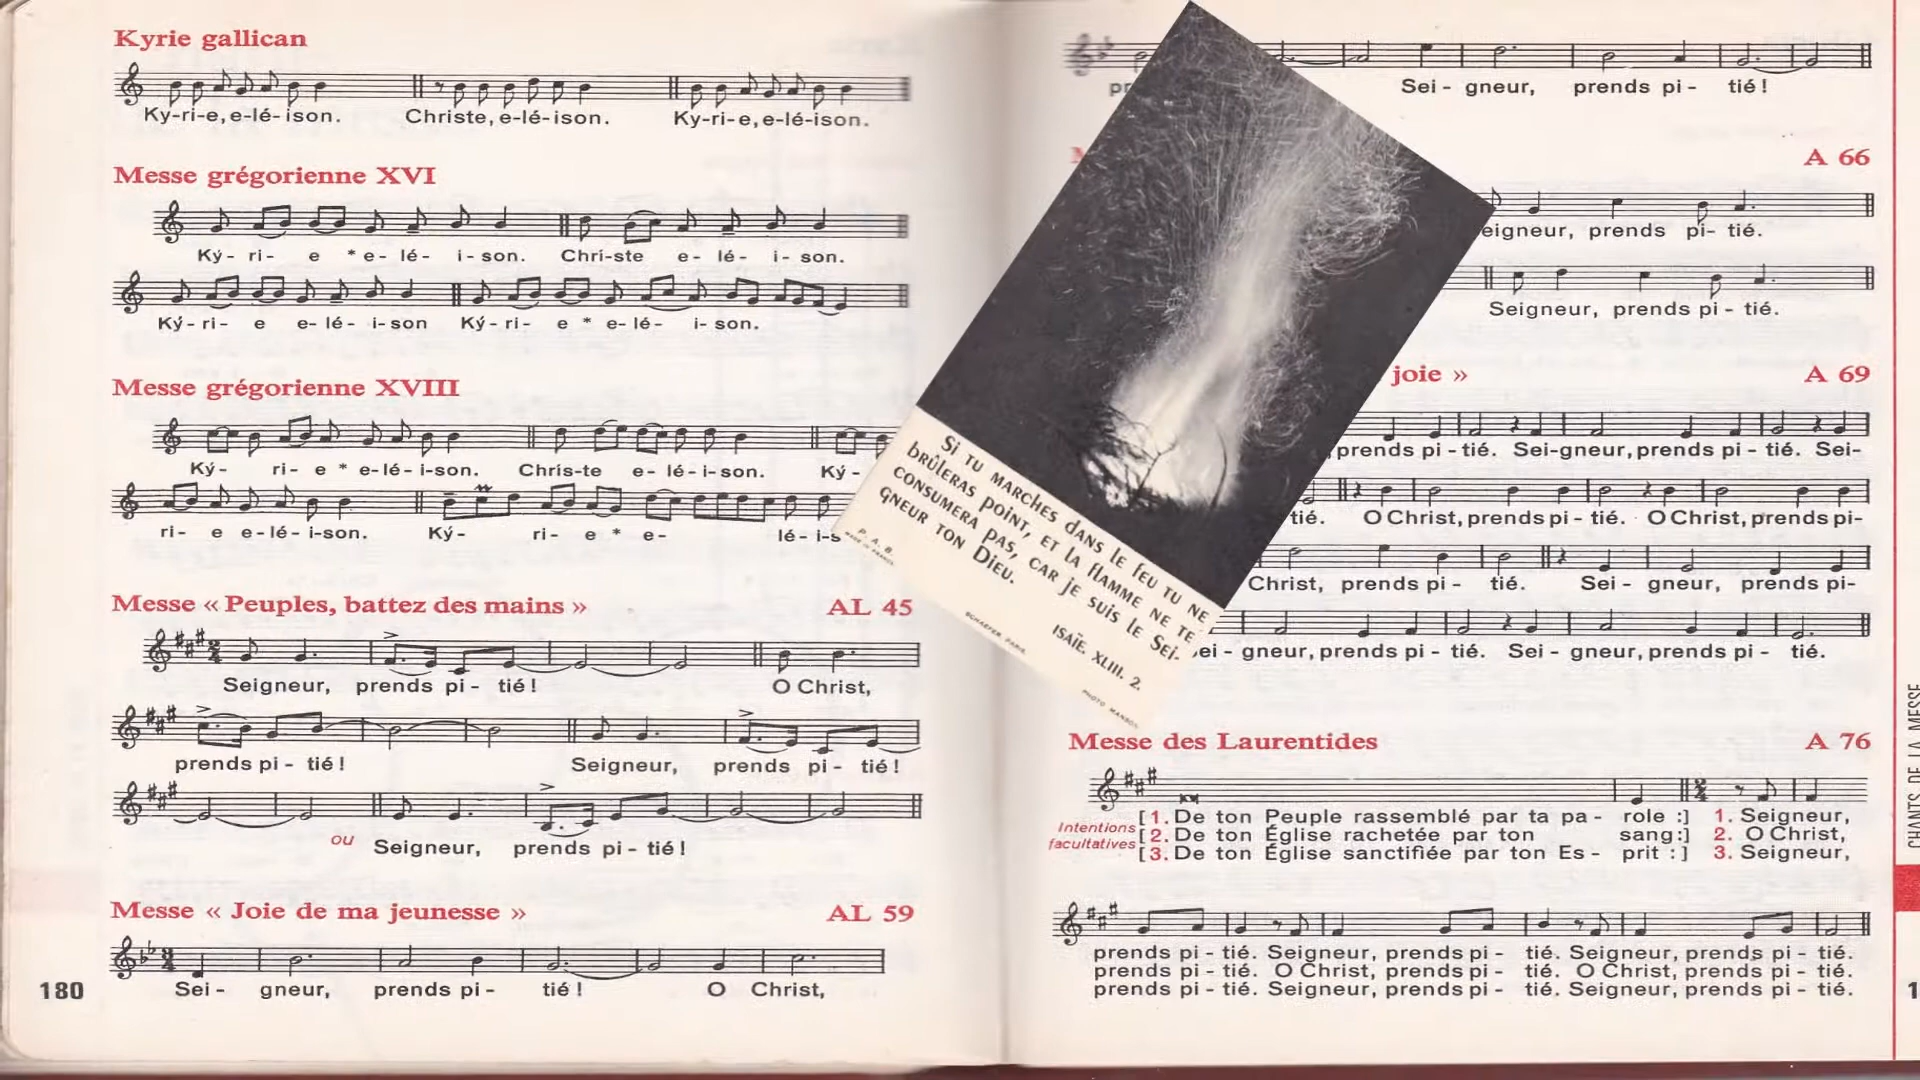 Kyrie gallican
Ky-ri-e, e-lé-ison. Christe, e-lé-ison. Ky-ri-e, e-lé-ison.
Messe grégorienne XVI
Ký- ri- e * e- lé- i- son. Chrí-ste e- lé- i- son.
Ký- ri- e e- lé- i-son Ký- ri- e * e- lé- i- son.
Messe grégorienne XVIII
Ký- ri- e * e-lé-i-son. Chrís-te e- lé-i-son. Ký-
ri- e e-lé-i-son. Ký- ri- e * e- lé-i-s
Messe « Peuples, battez des mains » AL 45
Seigneur, prends pi- tié! O Christ,
prends pi- tié! Seigneur, prends pi- tié!
ou Seigneur, prends pi-tié!
Messe « Joie de ma jeunesse » AL 59
Sei- gneur, prends pi- tié! O Christ,
180
Sei- gneur, prends pi- tié!
A 66
eigneur, prends pi- tié.
Seigneur, prends pi- tié.
joie » A 69
prends pi-tié. Sei-gneur, prends pi- tié. Sei-
tié. O Christ, prends pi- tié. O Christ, prends pi-
Christ, prends pi- tié. Sei- gneur, prends pi-
ei- gneur, prends pi- tié. Sei- gneur, prends pi- tié.
Si tu marches dans le feu tu ne
brûleras point, et la flamme ne te
consumera pas, car je suis le Sei-
gneur ton Dieu.
Isaïe. XLIII. 2.
P. A. B.
MADE IN FRANCE
SCHAEFER PARIS
Messe des Laurentides A 76
Intentions facultatives
[1. De ton Peuple rassemblé par ta pa- role :] 1. Seigneur,
[2. De ton Église rachetée par ton sang:] 2. O Christ,
[3. De ton Église sanctifiée par ton Es- prit :] 3. Seigneur,
prends pi- tié. Seigneur, prends pi- tié. Seigneur, prends pi- tié.
prends pi- tié. O Christ, prends pi- tié. O Christ, prends pi- tié.
prends pi- tié. Seigneur, prends pi- tié. Seigneur, prends pi- tié.
CHANTS DE LA MESSE